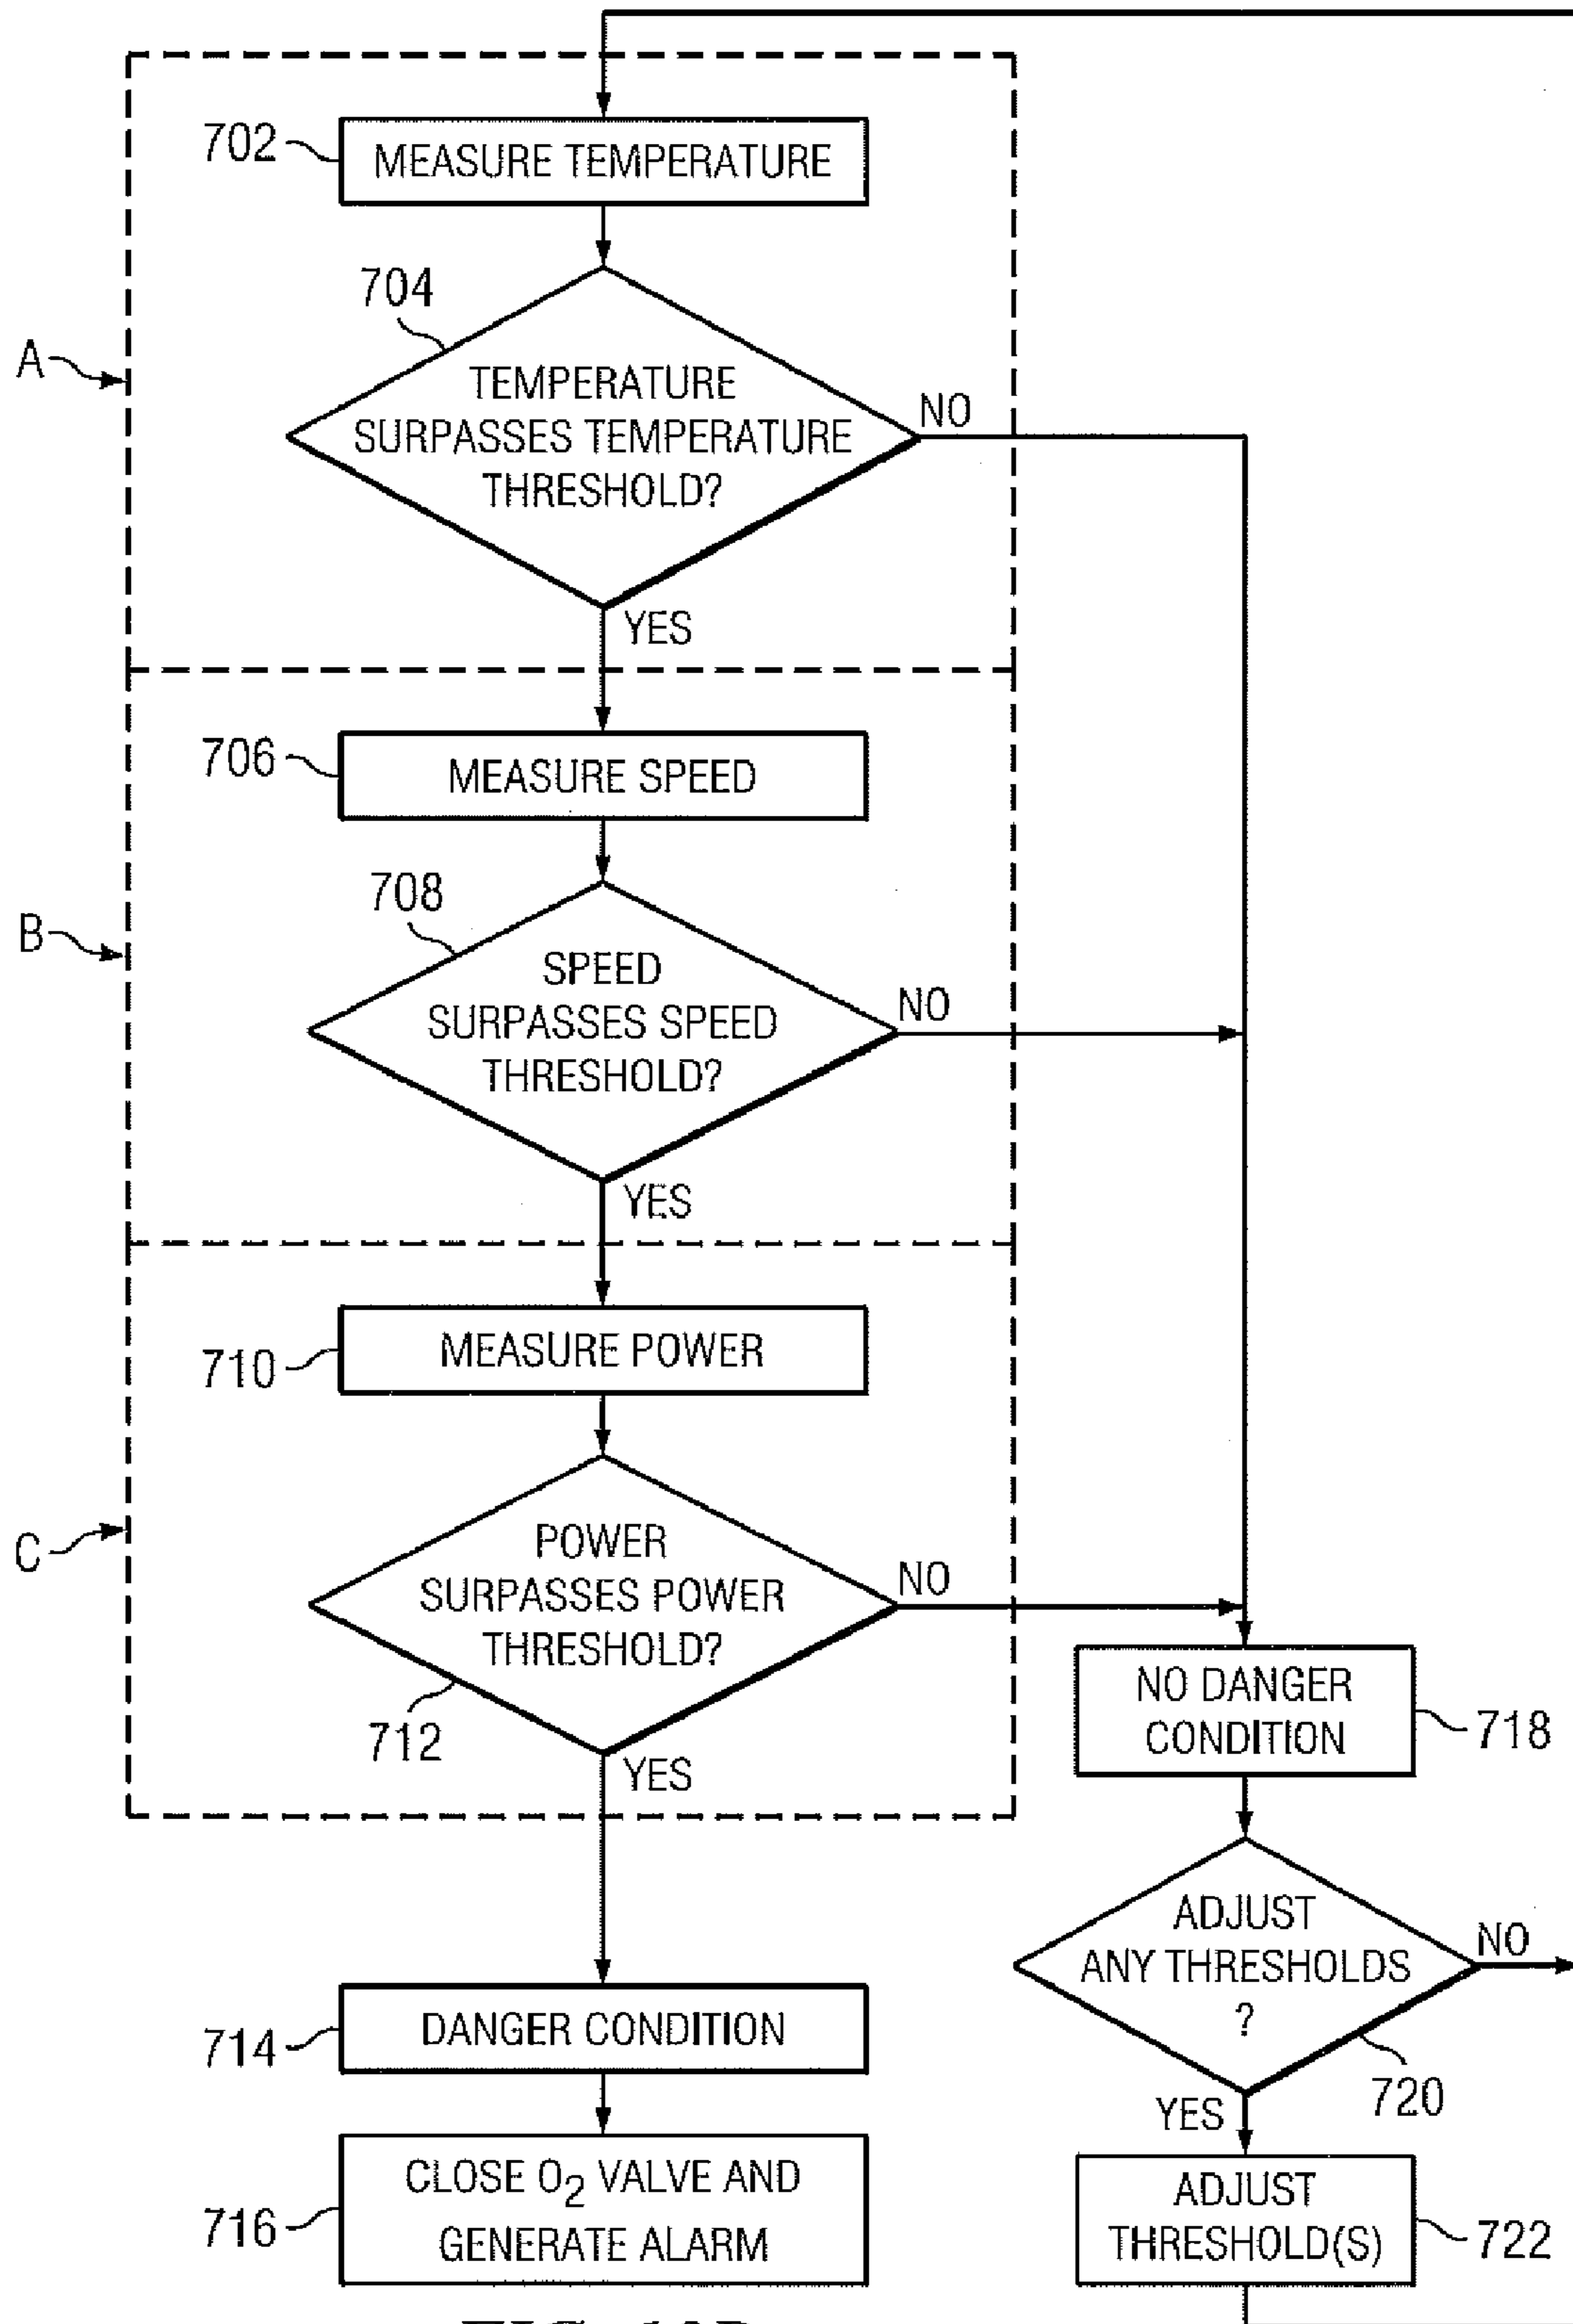 702
MEASURE TEMPERATURE
704
A
TEMPERATURE
SURPASSES TEMPERATURE
THRESHOLD?
NO
YES
706
MEASURE SPEED
708
B
SPEED
SURPASSES SPEED
THRESHOLD?
NO
YES
710
MEASURE POWER
C
POWER
SURPASSES POWER
THRESHOLD?
NO
712
YES
NO DANGER
CONDITION
718
ADJUST
ANY THRESHOLDS
?
NO
720
YES
714
DANGER CONDITION
716
CLOSE O2 VALVE AND
GENERATE ALARM
ADJUST
THRESHOLD(S)
722